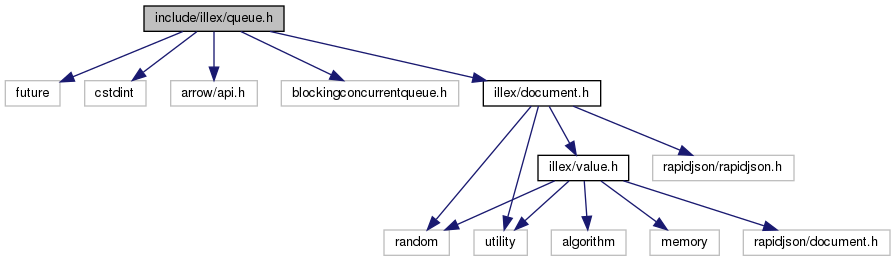 include/illex/queue.h
future
cstdint
arrow/api.h
blockingconcurrentqueue.h
illex/document.h
illex/value.h
rapidjson/rapidjson.h
random
utility
algorithm
memory
rapidjson/document.h